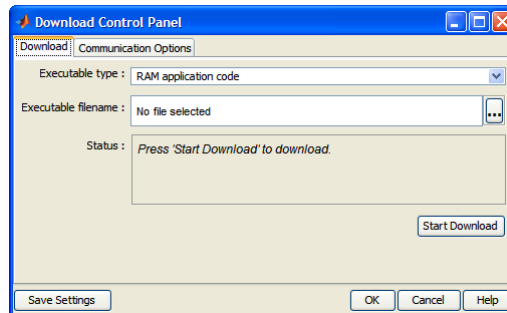 Download Control Panel
Download Communication Options
Executable type : RAM application code
Executable filename : No file selected ...
Status : Press 'Start Download' to download.
Start Download
Save Settings OK Cancel Help